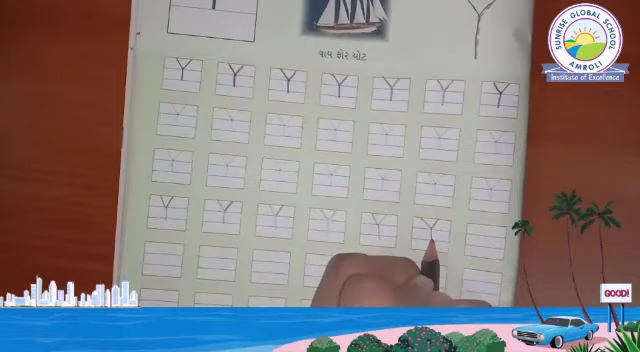 વાય ફોર યોટ
SUNRISE GLOBAL SCHOOL
AMROLI
Institute of Excellence
Y Y Y Y Y Y Y
Y Y Y Y Y Y Y
Y Y Y Y Y Y Y
Y Y Y Y Y Y
GOOD!